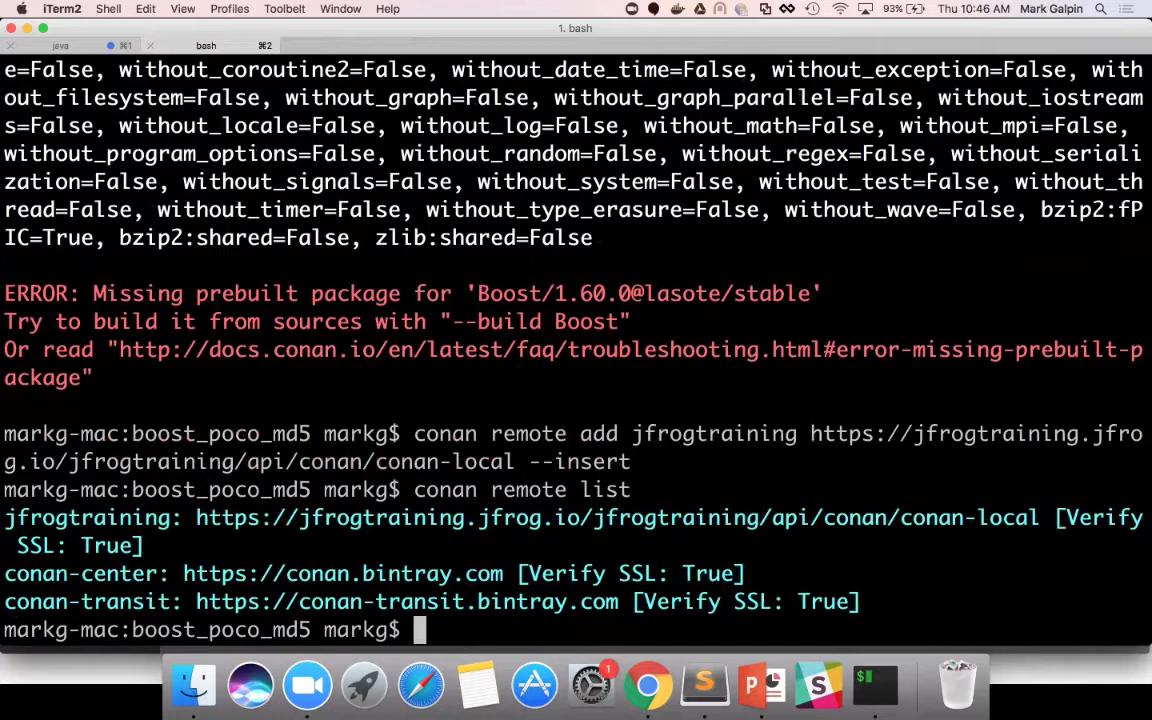 iTerm2 Shell Edit View Profiles Toolbelt Window Help 93% Thu 10:46 AM Mark Galpin
1. bash
java ⌘1 bash ⌘2
e=False, without_coroutine2=False, without_date_time=False, without_exception=False, with
out_filesystem=False, without_graph=False, without_graph_parallel=False, without_iostream
s=False, without_locale=False, without_log=False, without_math=False, without_mpi=False,
without_program_options=False, without_random=False, without_regex=False, without_seriali
zation=False, without_signals=False, without_system=False, without_test=False, without_th
read=False, without_timer=False, without_type_erasure=False, without_wave=False, bzip2:fP
IC=True, bzip2:shared=False, zlib:shared=False
ERROR: Missing prebuilt package for 'Boost/1.60.0@lasote/stable'
Try to build it from sources with "--build Boost"
Or read "http://docs.conan.io/en/latest/faq/troubleshooting.html#error-missing-prebuilt-p
ackage"
markg-mac:boost_poco_md5 markg$ conan remote add jfrogtraining https://jfrogtraining.jfro
g.io/jfrogtraining/api/conan/conan-local --insert
markg-mac:boost_poco_md5 markg$ conan remote list
jfrogtraining: https://jfrogtraining.jfrog.io/jfrogtraining/api/conan/conan-local [Verify
SSL: True]
conan-center: https://conan.bintray.com [Verify SSL: True]
conan-transit: https://conan-transit.bintray.com [Verify SSL: True]
markg-mac:boost_poco_md5 markg$
1